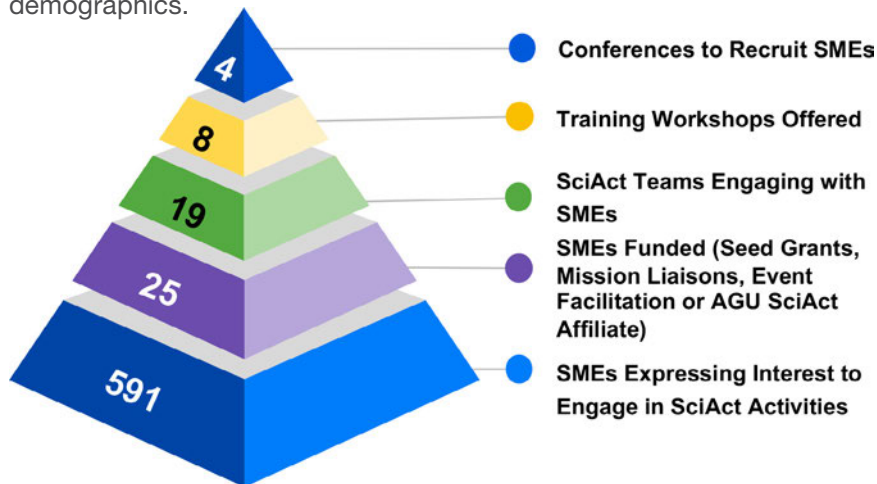 demographics.
4
Conferences to Recruit SMEs
8
Training Workshops Offered
19
SciAct Teams Engaging with
SMEs
25
SMEs Funded (Seed Grants,
Mission Liaisons, Event
Facilitation or AGU SciAct
Affiliate)
591
SMEs Expressing Interest to
Engage in SciAct Activities